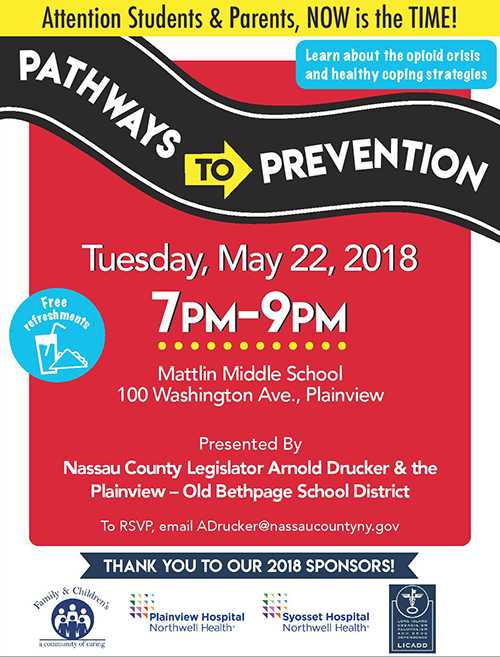 Attention Students & Parents, NOW is the TIME!
Learn about the opioid crisis
and healthy coping strategies
PATHWAYS TO PREVENTION
Tuesday, May 22, 2018
7PM–9PM
Free
refreshments
Mattlin Middle School
100 Washington Ave., Plainview
Presented By
Nassau County Legislator Arnold Drucker & the
Plainview – Old Bethpage School District
To RSVP, email ADrucker@nassaucountyny.gov
THANK YOU TO OUR 2018 SPONSORS!
Family & Children's
a community of caring
Plainview Hospital
Northwell Health
Syosset Hospital
Northwell Health
LICADD